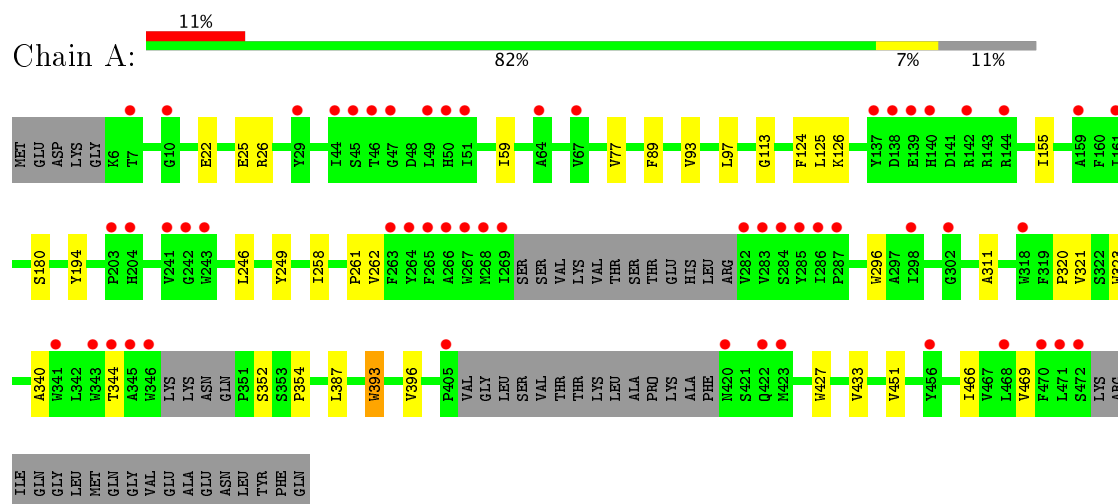 11%
Chain A:
82% 7% 11%
MET GLU ASP LYS GLY K6 T7 G10 E22 E25 R26 Y29 I44 S45 T46 G47 D48 L49 H50 I51 I59 A64 V67 V77 F89 V93 L97 G113 F124 L125 K126 Y137 D138 E139 H140 D141 R142 R143 R144 I155 A159 F160 I161
S180 Y194 P203 H204 V241 G242 W243 L246 Y249 I258 P261 V262 F263 Y264 F265 A266 W267 M268 I269 SER SER VAL LYS VAL THR SER THR GLU HIS LEU ARG V282 V283 S284 Y285 I286 P287 W296 A297 I298 G302 A311 W318 F319 P320 V321 S322 W323
A340 W341 L342 W343 T344 A345 W346 LYS LYS ASN GLN P351 S352 S353 P354 L387 W393 V396 P405 VAL GLY LEU SER VAL THR THR LYS LEU ALA PRO LYS ALA PHE N420 S421 Q422 M423 W427 V433 V451 Y456 I466 V467 L468 V469 F470 L471 S472 LYS ARG
ILE GLN GLY LEU MET GLN GLY VAL GLU ALA GLU ASN LEU TYR PHE GLN